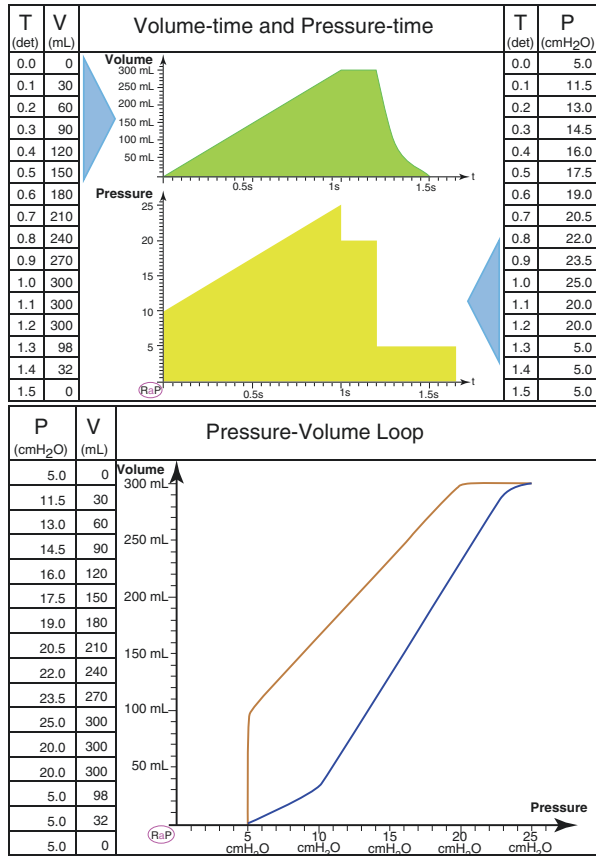 T V Volume-time and Pressure-time T P
(det) (mL) (det) (cmH2O)
0.0 0 0.0 5.0
0.1 30 0.1 11.5
0.2 60 0.2 13.0
0.3 90 0.3 14.5
0.4 120 0.4 16.0
0.5 150 0.5 17.5
0.6 180 0.6 19.0
0.7 210 0.7 20.5
0.8 240 0.8 22.0
0.9 270 0.9 23.5
1.0 300 1.0 25.0
1.1 300 1.1 20.0
1.2 300 1.2 20.0
1.3 98 1.3 5.0
1.4 32 1.4 5.0
1.5 0 1.5 5.0
Volume
300 mL
250 mL
200 mL
150 mL
100 mL
50 mL
0.5s 1s 1.5s t
Pressure
25
20
15
10
5
RaP 0.5s 1s 1.5s t
P V Pressure-Volume Loop
(cmH2O) (mL)
5.0 0
11.5 30
13.0 60
14.5 90
16.0 120
17.5 150
19.0 180
20.5 210
22.0 240
23.5 270
25.0 300
20.0 300
20.0 300
5.0 98
5.0 32
5.0 0
Volume
300 mL
250 mL
200 mL
150 mL
100 mL
50 mL
Pressure
RaP 5 10 15 20 25
cmH2O cmH2O cmH2O cmH2O cmH2O